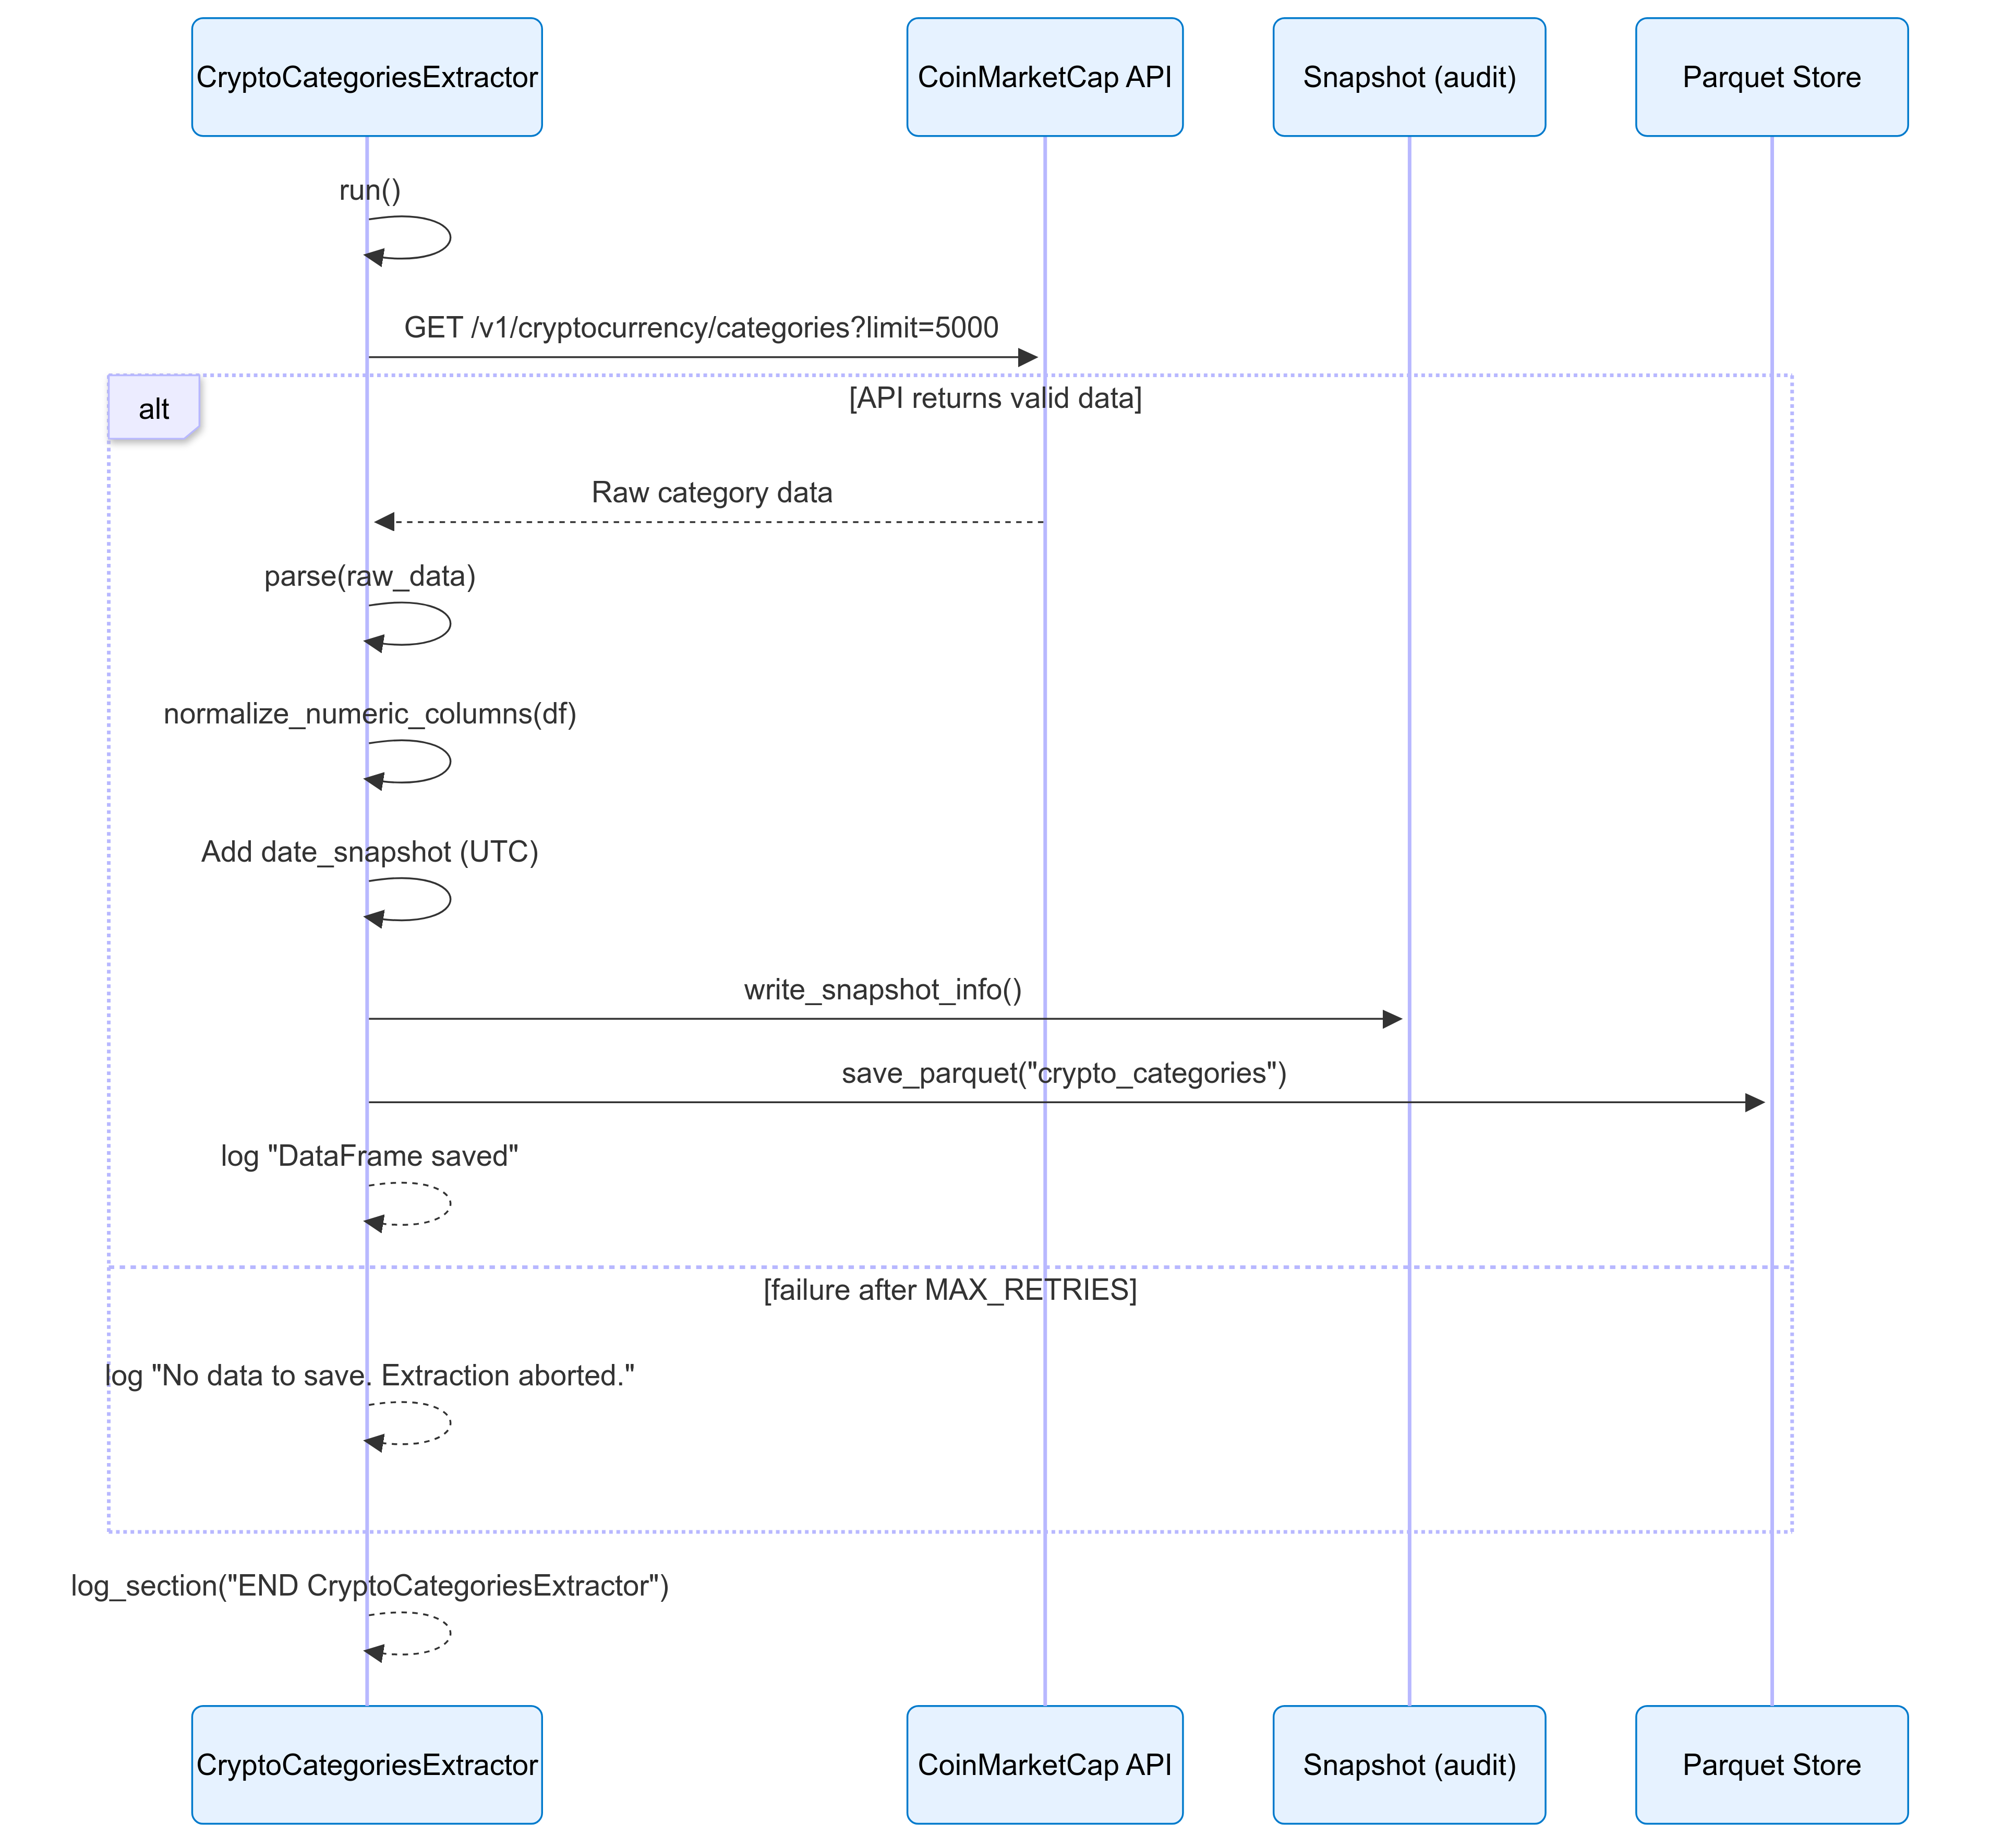 CryptoCategoriesExtractor
CoinMarketCap API
Snapshot (audit)
Parquet Store
run()
GET /v1/cryptocurrency/categories?limit=5000
alt
[API returns valid data]
Raw category data
parse(raw_data)
normalize_numeric_columns(df)
Add date_snapshot (UTC)
write_snapshot_info()
save_parquet("crypto_categories")
log "DataFrame saved"
[failure after MAX_RETRIES]
log "No data to save. Extraction aborted."
log_section("END CryptoCategoriesExtractor")
CryptoCategoriesExtractor
CoinMarketCap API
Snapshot (audit)
Parquet Store